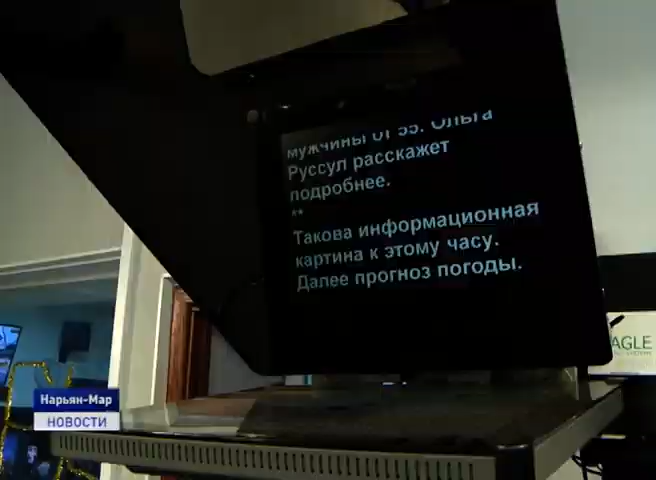 мужчины от 55. Ольга
Руссул расскажет
подробнее.
**
Такова информационная
картина к этому часу.
Далее прогноз погоды.
AGLE
Нарьян-Мар
НОВОСТИ